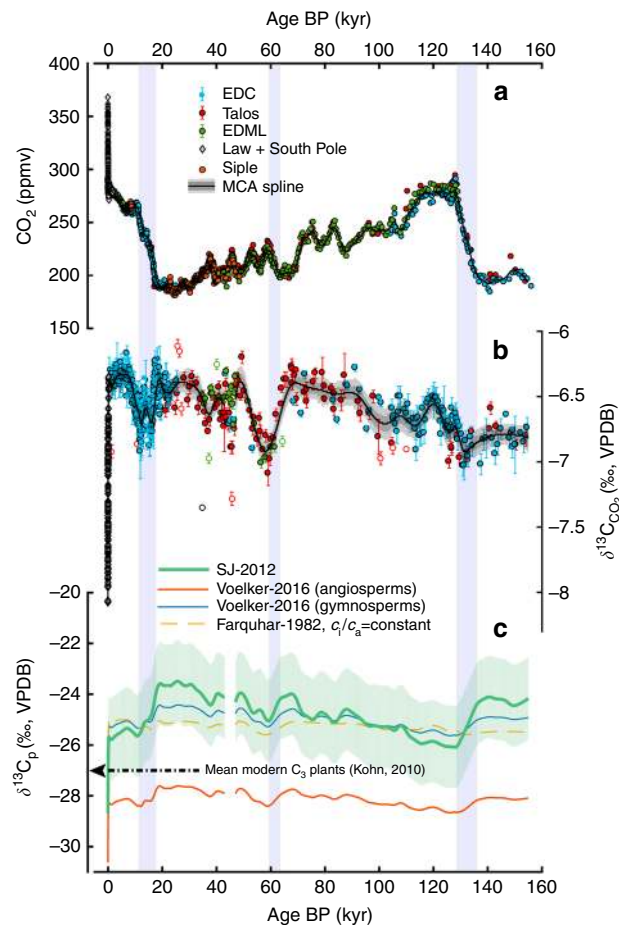 Age BP (kyr)
0 20 40 60 80 100 120 140 160
400
350
300
250
200
150
CO2 (ppmv)
a
EDC
Talos
EDML
Law + South Pole
Siple
MCA spline
b
–6
–6.5
–7
–7.5
–8
δ13CCO2 (‰, VPDB)
SJ-2012
Voelker-2016 (angiosperms)
Voelker-2016 (gymnosperms)
Farquhar-1982, ci/ca=constant
c
–20
–22
–24
–26
–28
–30
δ13Cp (‰, VPDB)
Mean modern C3 plants (Kohn, 2010)
0 20 40 60 80 100 120 140 160
Age BP (kyr)